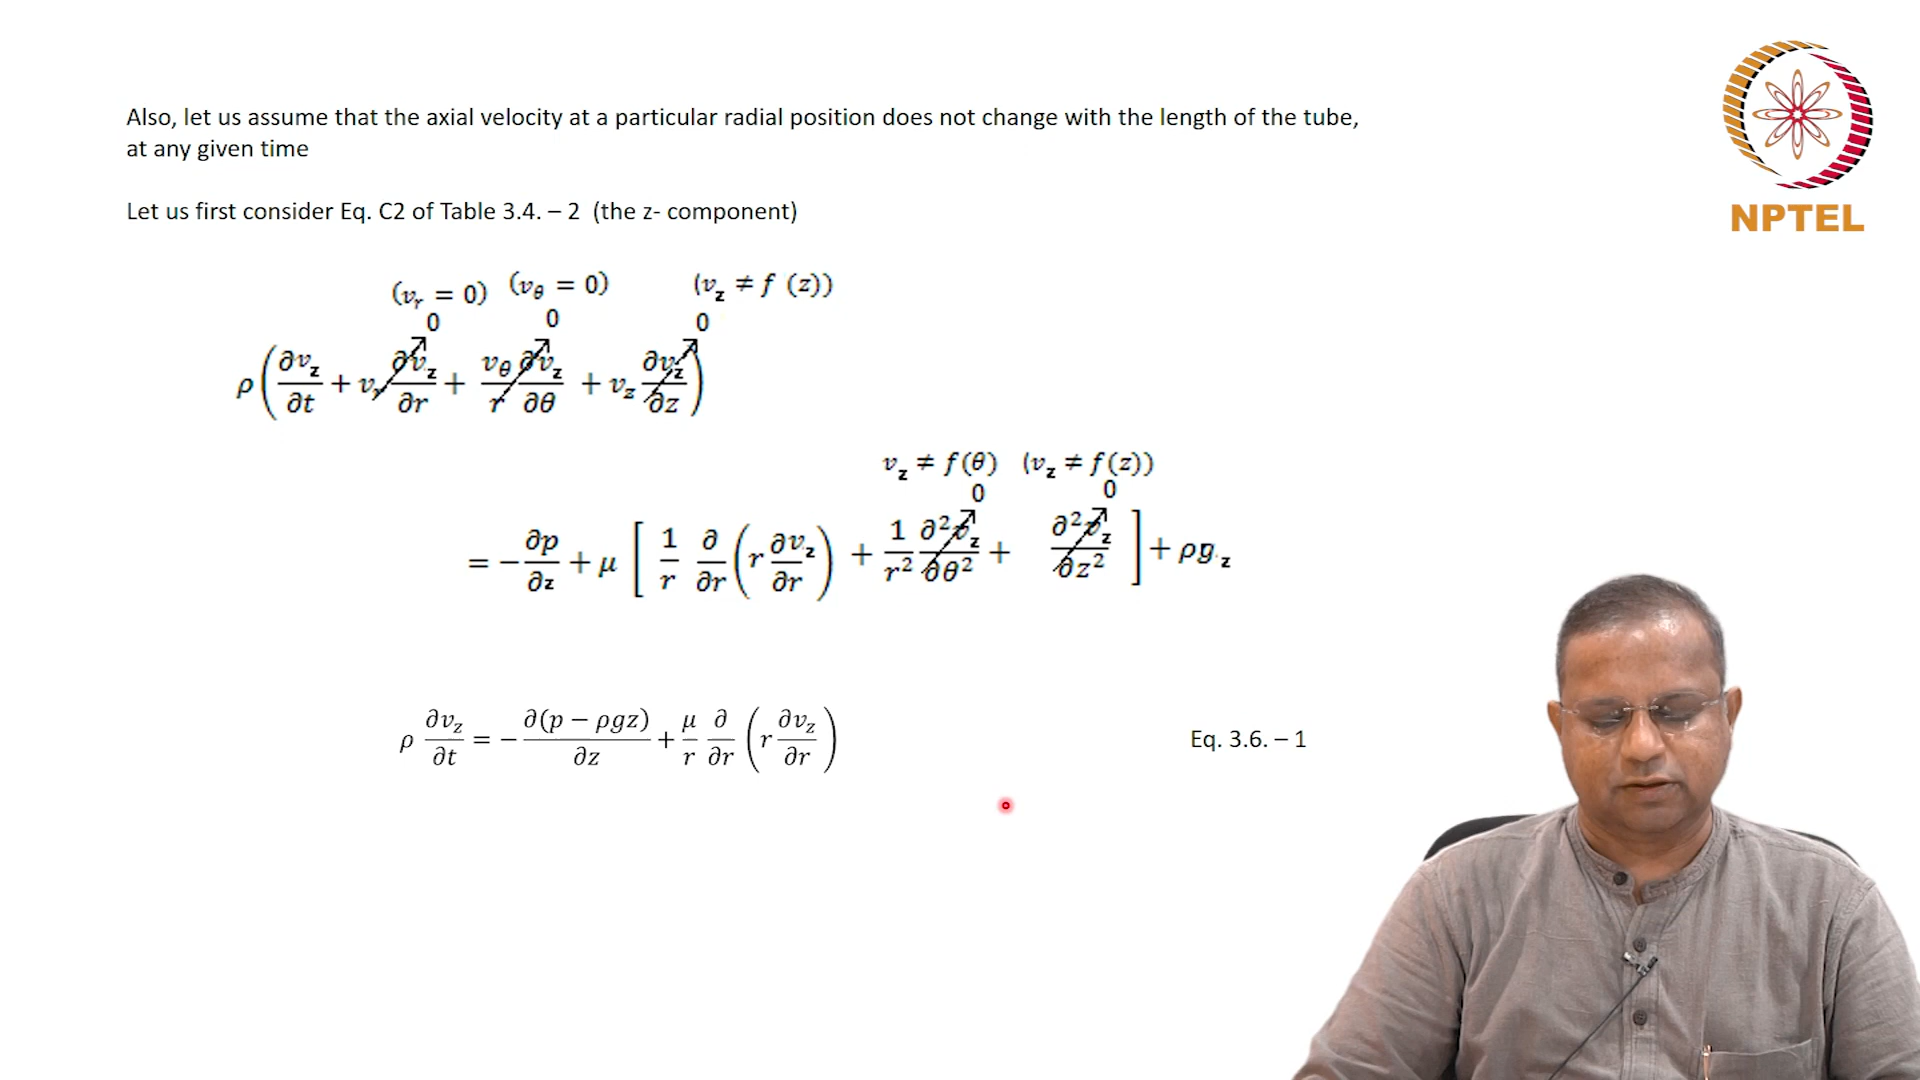 Also, let us assume that the axial velocity at a particular radial position does not change with the length of the tube,
at any given time
Let us first consider Eq. C2 of Table 3.4. – 2 (the z- component)
(vᵣ = 0) (v_θ = 0) (v_z ≠ f (z))
0 0 0
ρ(∂v_z/∂t + vᵣ ∂v_z/∂r + v_θ/r ∂v_z/∂θ + v_z ∂v_z/∂z)
v_z ≠ f(θ) (v_z ≠ f(z))
0 0
= − ∂p/∂z + μ [ 1/r ∂/∂r (r ∂v_z/∂r) + 1/r² ∂²v_z/∂θ² + ∂²v_z/∂z² ] + ρg_z
ρ ∂v_z/∂t = − ∂(p − ρgz)/∂z + μ/r ∂/∂r (r ∂v_z/∂r) Eq. 3.6. – 1
NPTEL